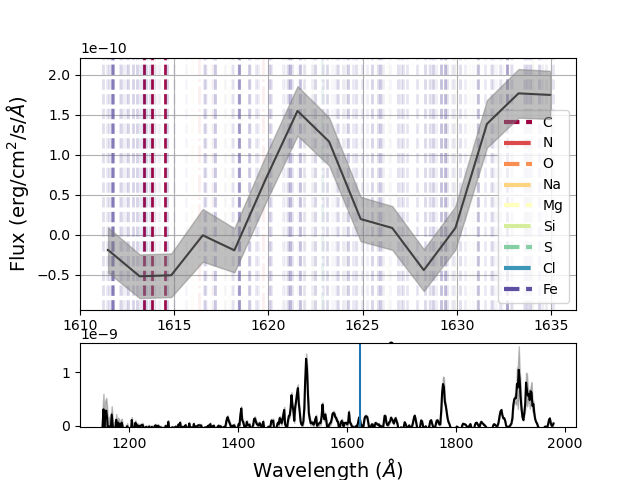 1e−10
2.0
1.5
1.0
0.5
0.0
−0.5
Flux (erg/cm²/s/Å)
C
N
O
Na
Mg
Si
S
Cl
Fe
1610 1615 1620 1625 1630 1635
1e−9
1
0
1200 1400 1600 1800 2000
Wavelength (Å)